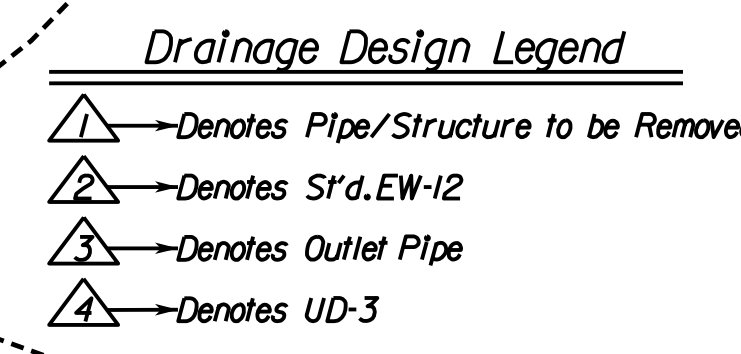 Drainage Design Legend
1 Denotes Pipe/Structure to be
2 Denotes St'd. EW-12
3 Denotes Outlet Pipe
4 Denotes UD-3